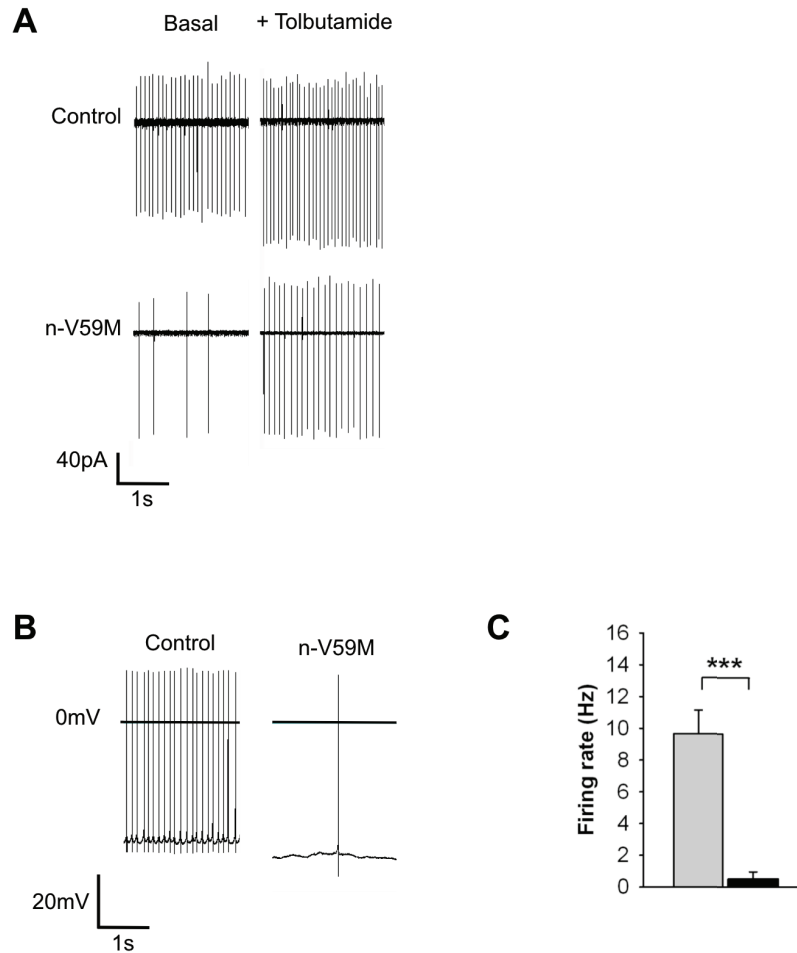 A
Basal + Tolbutamide
Control
n-V59M
40pA
1s
B
Control n-V59M
0mV
20mV
1s
C
Firing rate (Hz)
16
14
12
10
8
6
4
2
0
***